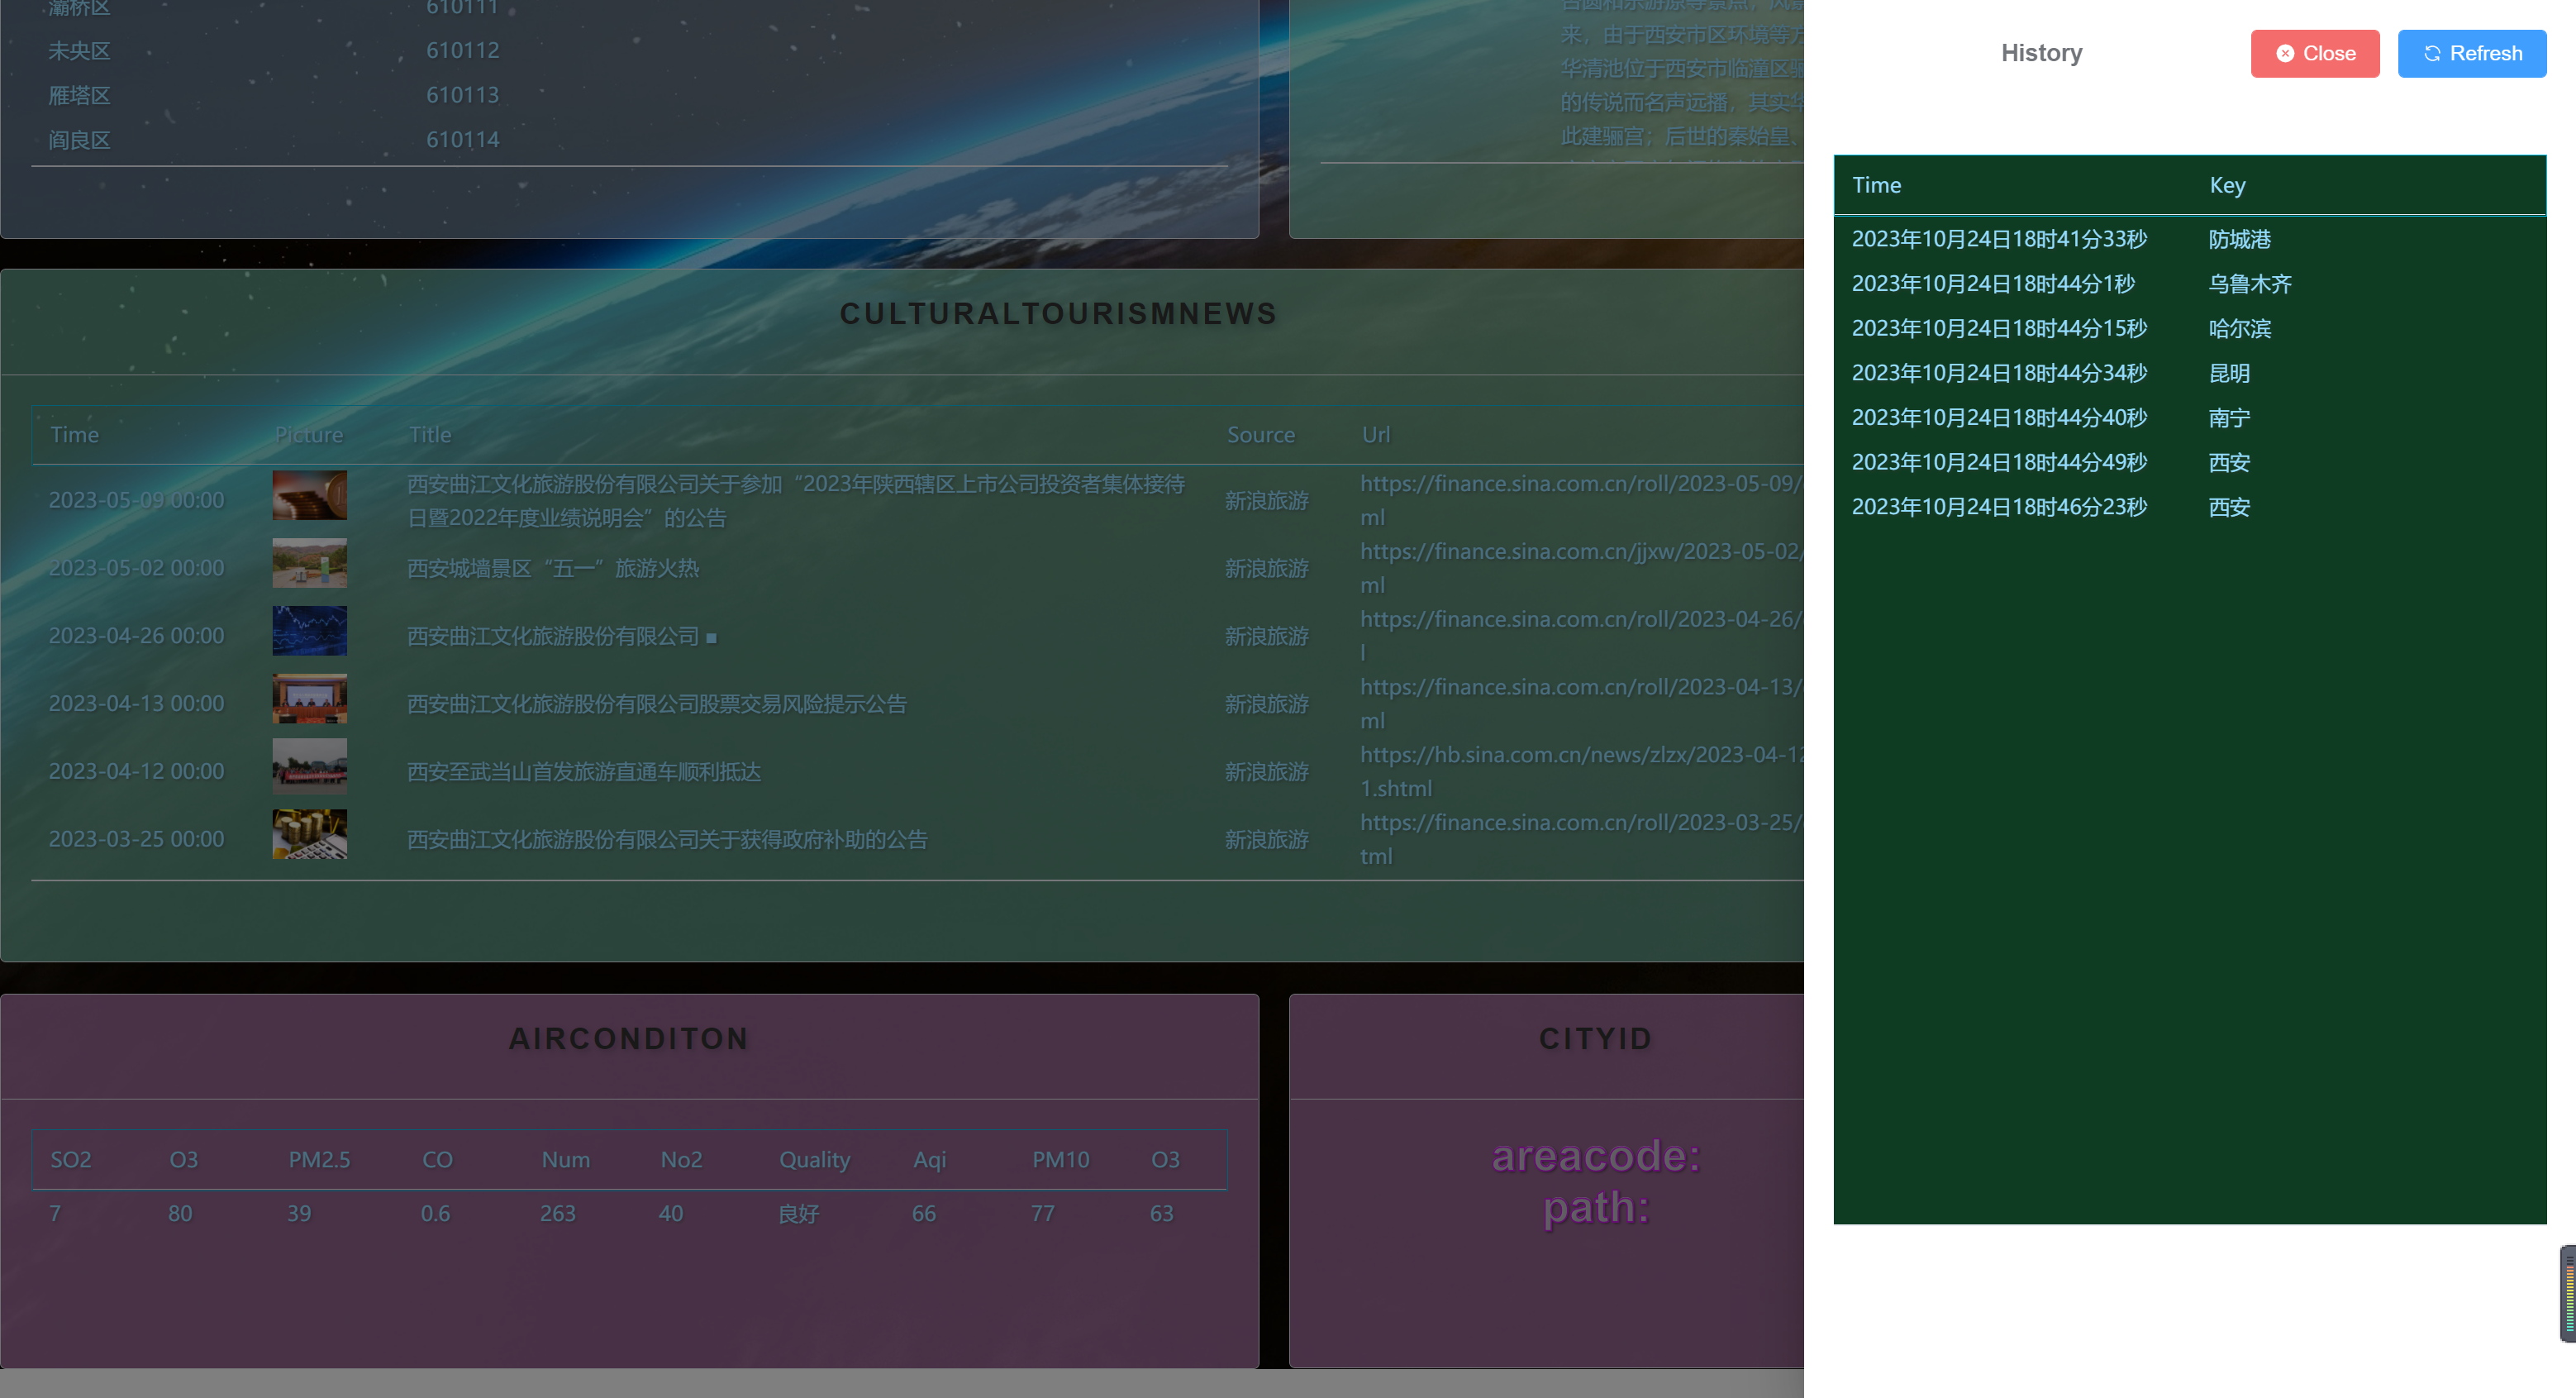 灞桥区 610111
未央区 610112
雁塔区 610113
阎良区 610114
来，由于西安市区环境等方
华清池位于西安市临潼区骊
的传说而名声远播，其实华
此建骊宫；后世的秦始皇、
CULTURALTOURISMNEWS
Time Picture Title Source Url
2023-05-09 00:00 西安曲江文化旅游股份有限公司关于参加“2023年陕西辖区上市公司投资者集体接待 新浪旅游 https://finance.sina.com.cn/roll/2023-05-09/
日暨2022年度业绩说明会”的公告 ml
2023-05-02 00:00 西安城墙景区“五一”旅游火热 新浪旅游 https://finance.sina.com.cn/jjxw/2023-05-02/
ml
2023-04-26 00:00 西安曲江文化旅游股份有限公司 ■ 新浪旅游 https://finance.sina.com.cn/roll/2023-04-26/
l
2023-04-13 00:00 西安曲江文化旅游股份有限公司股票交易风险提示公告 新浪旅游 https://finance.sina.com.cn/roll/2023-04-13/
ml
2023-04-12 00:00 西安至武当山首发旅游直通车顺利抵达 新浪旅游 https://hb.sina.com.cn/news/zlzx/2023-04-12
1.shtml
2023-03-25 00:00 西安曲江文化旅游股份有限公司关于获得政府补助的公告 新浪旅游 https://finance.sina.com.cn/roll/2023-03-25/
tml
AIRCONDITON
SO2 O3 PM2.5 CO Num No2 Quality Aqi PM10 O3
7 80 39 0.6 263 40 良好 66 77 63
CITYID
areacode:
path:
History Close Refresh
Time Key
2023年10月24日18时41分33秒 防城港
2023年10月24日18时44分1秒 乌鲁木齐
2023年10月24日18时44分15秒 哈尔滨
2023年10月24日18时44分34秒 昆明
2023年10月24日18时44分40秒 南宁
2023年10月24日18时44分49秒 西安
2023年10月24日18时46分23秒 西安